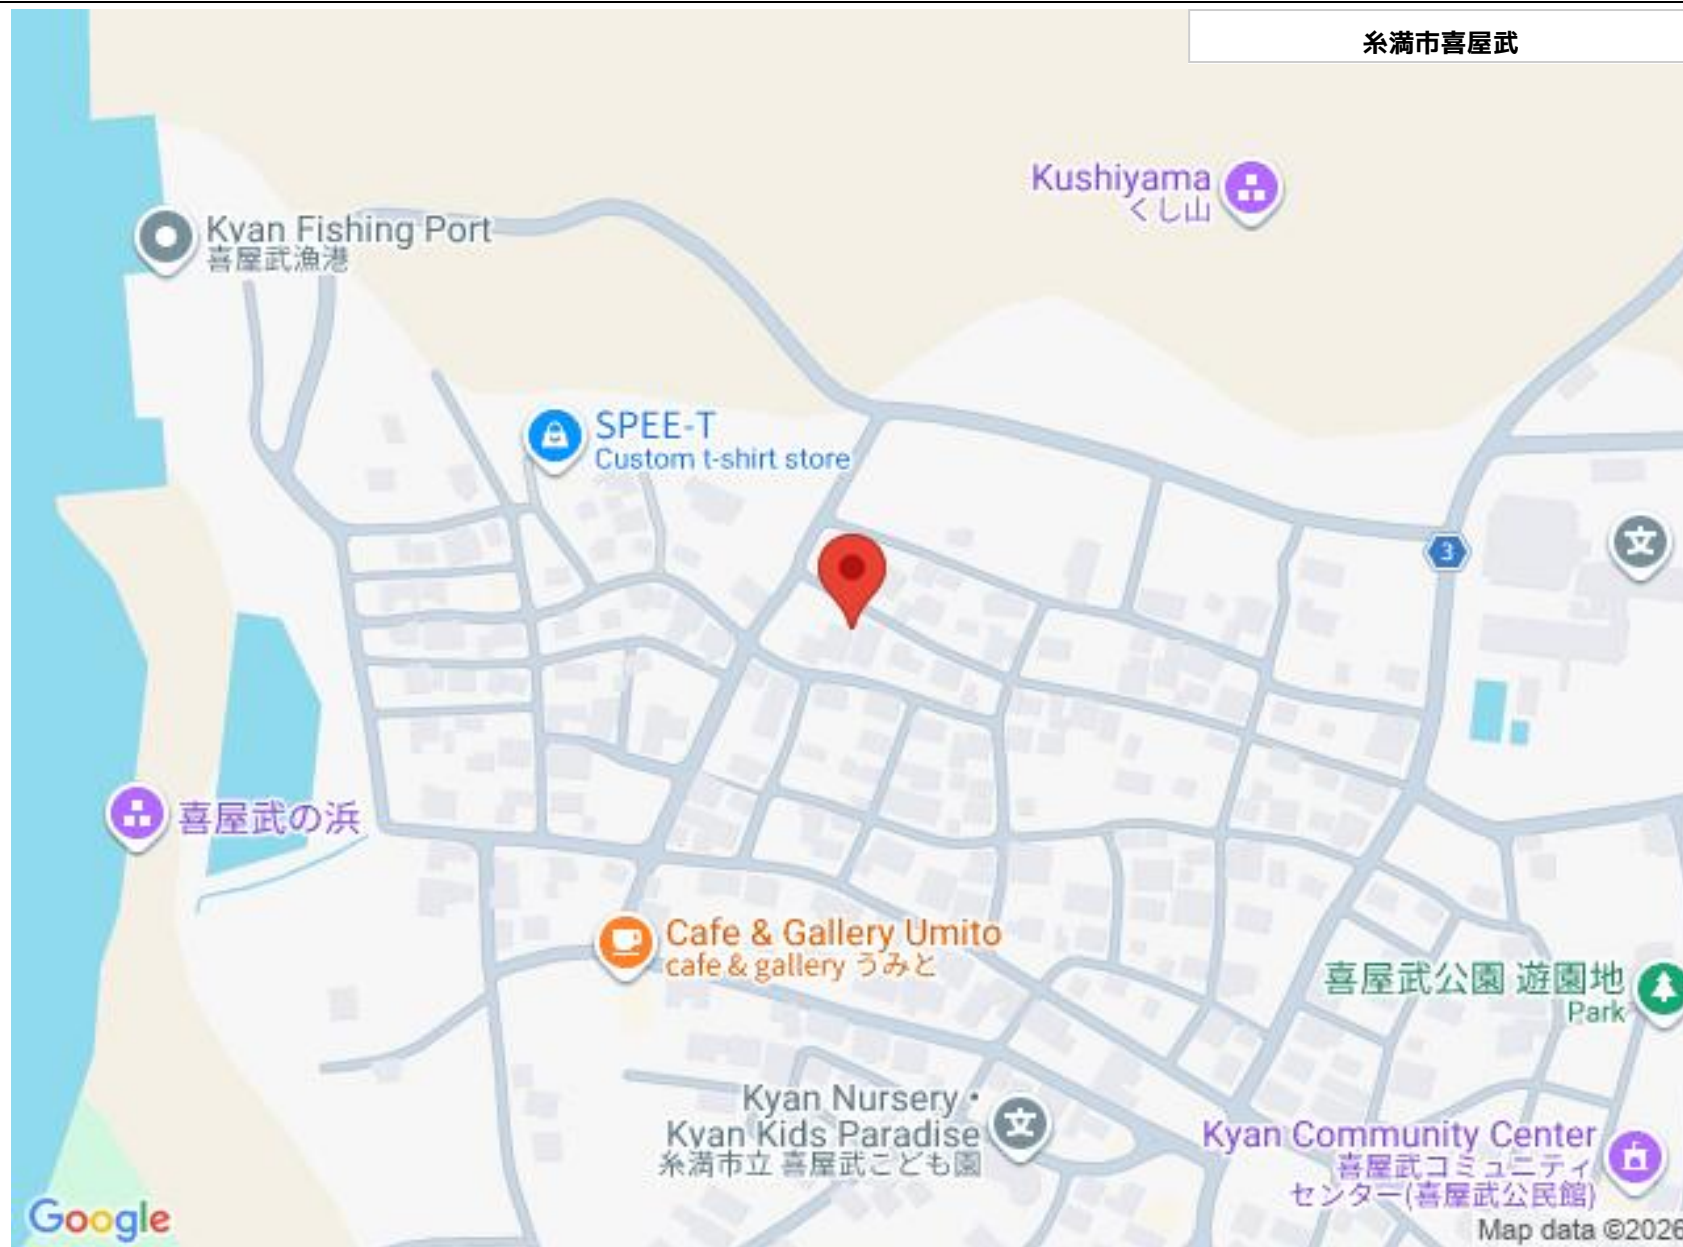 糸満市喜屋武
Kushiyama
くし山
Kyan Fishing Port
喜屋武漁港
SPEE-T
Custom t-shirt store
3
文
喜屋武の浜
Cafe & Gallery Umito
cafe & gallery うみと
喜屋武公園 遊園地
Park
Kyan Nursery •
Kyan Kids Paradise
糸満市立 喜屋武こども園
文
Kyan Community Center
喜屋武コミュニティ
センター(喜屋武公民館)
Google
Map data ©2026